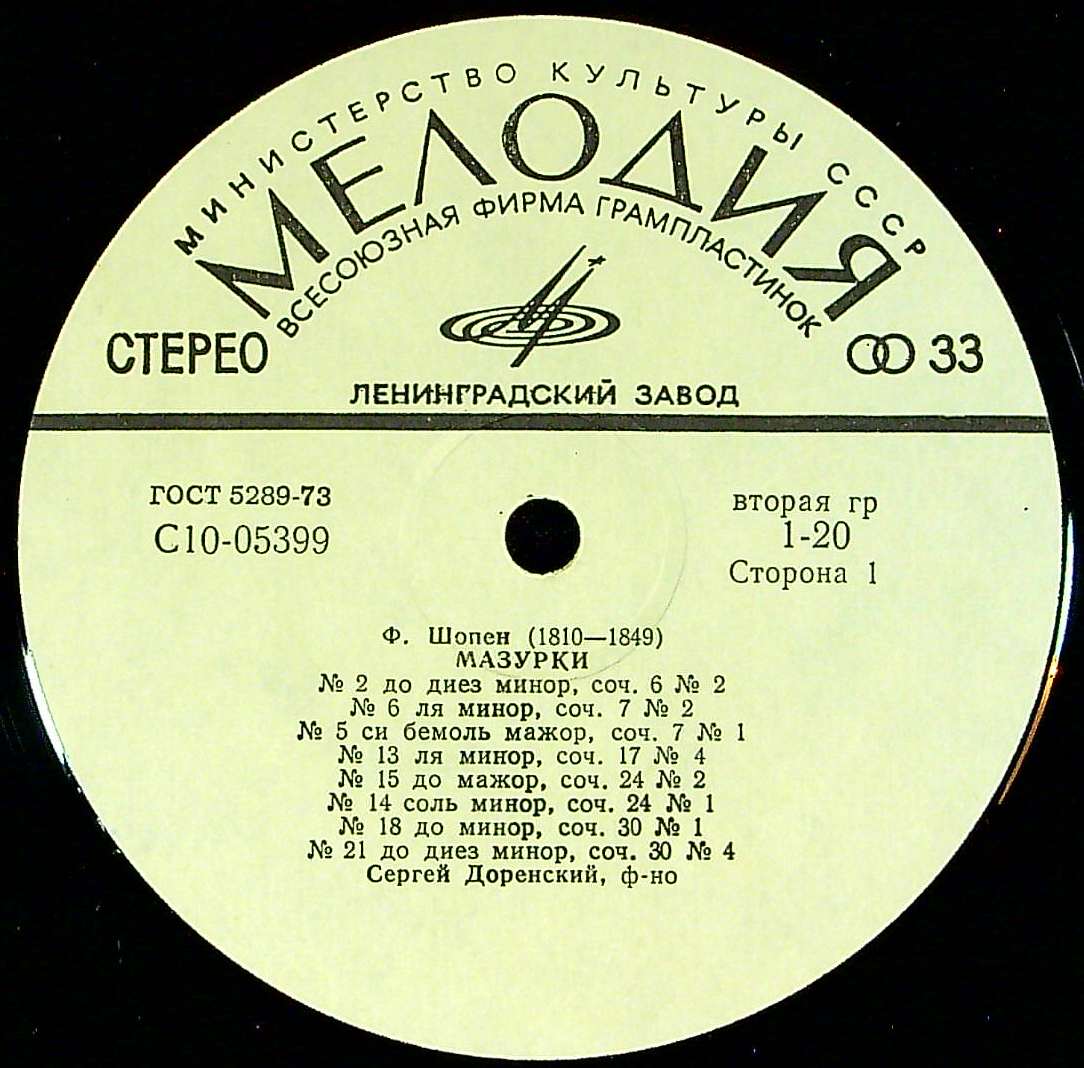 МИНИСТЕРСТВО КУЛЬТУРЫ СССР
МЕЛОДИЯ
ВСЕСОЮЗНАЯ ФИРМА ГРАМПЛАСТИНОК
СТЕРЕО
33
ЛЕНИНГРАДСКИЙ ЗАВОД
ГОСТ 5289-73
С10-05399
вторая гр
1-20
Сторона 1
Ф. Шопен (1810—1849)
МАЗУРКИ
№ 2 до диез минор, соч. 6 № 2
№ 6 ля минор, соч. 7 № 2
№ 5 си бемоль мажор, соч. 7 № 1
№ 13 ля минор, соч. 17 № 4
№ 15 до мажор, соч. 24 № 2
№ 14 соль минор, соч. 24 № 1
№ 18 до минор, соч. 30 № 1
№ 21 до диез минор, соч. 30 № 4
Сергей Доренский, ф-но